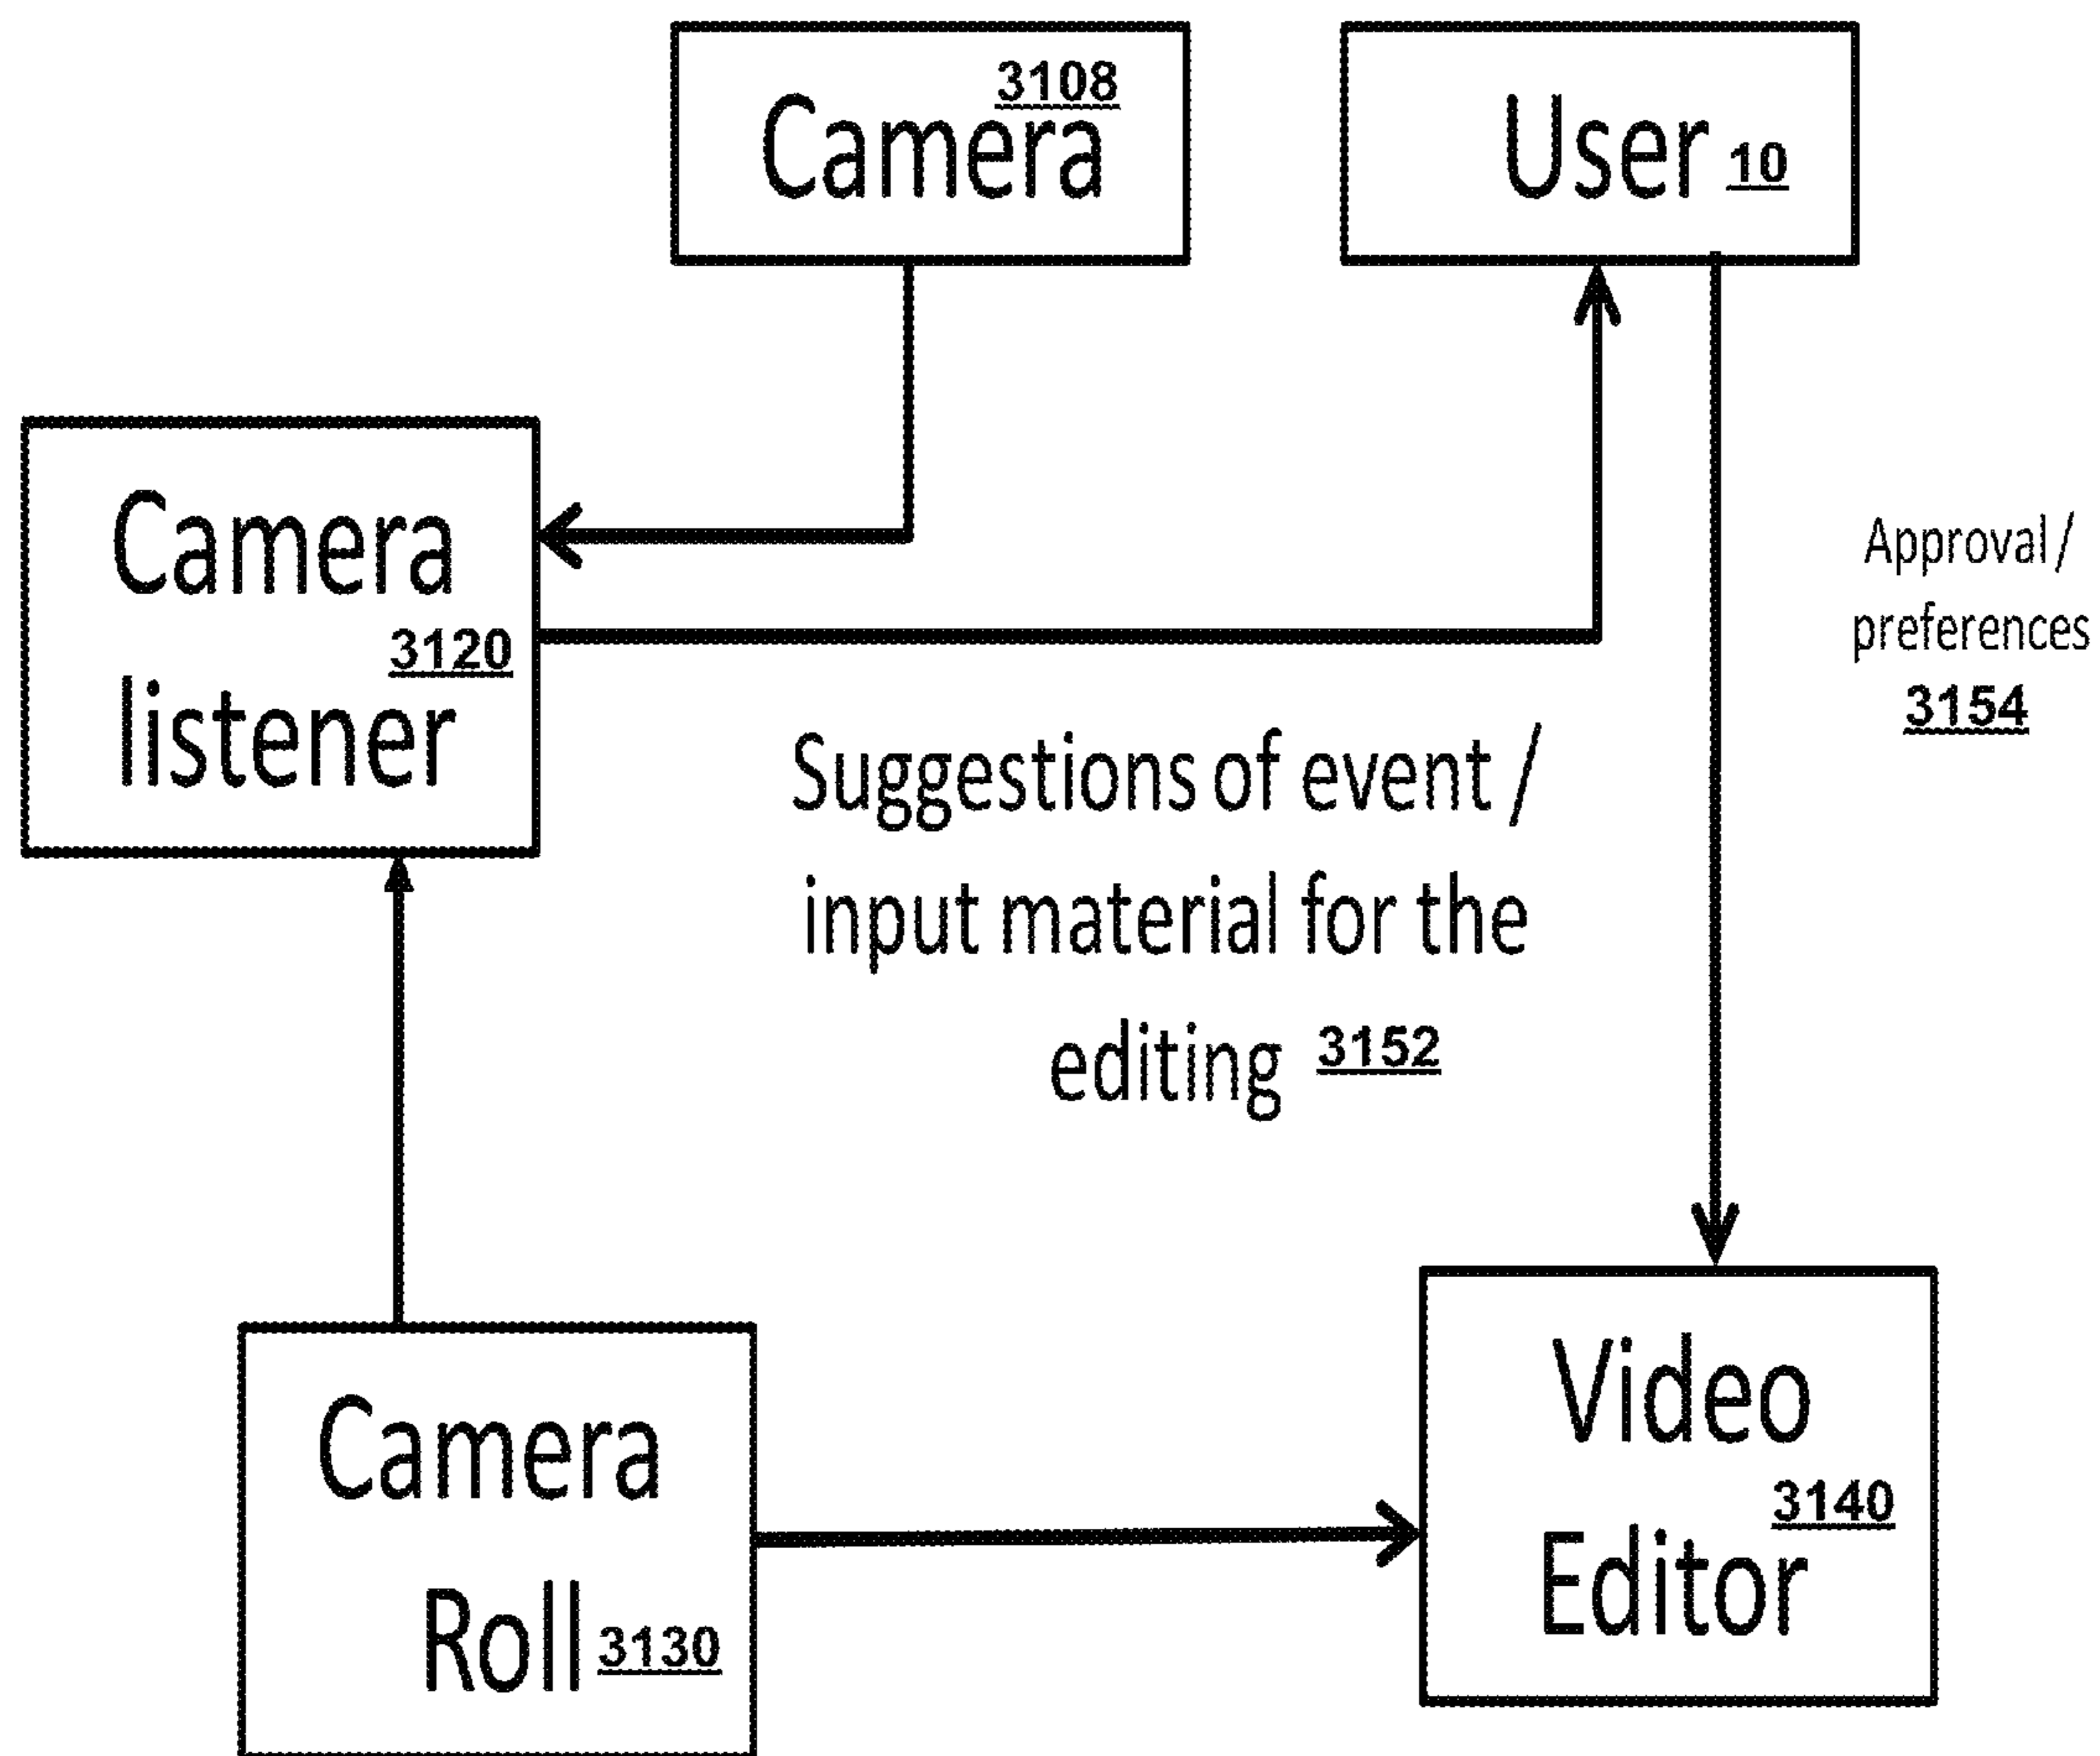 3108
Camera
User 10
Camera
3120
listener
Approval /
preferences
3154
Suggestions of event /
input material for the
editing 3152
Camera
Roll 3130
Video
3140
Editor